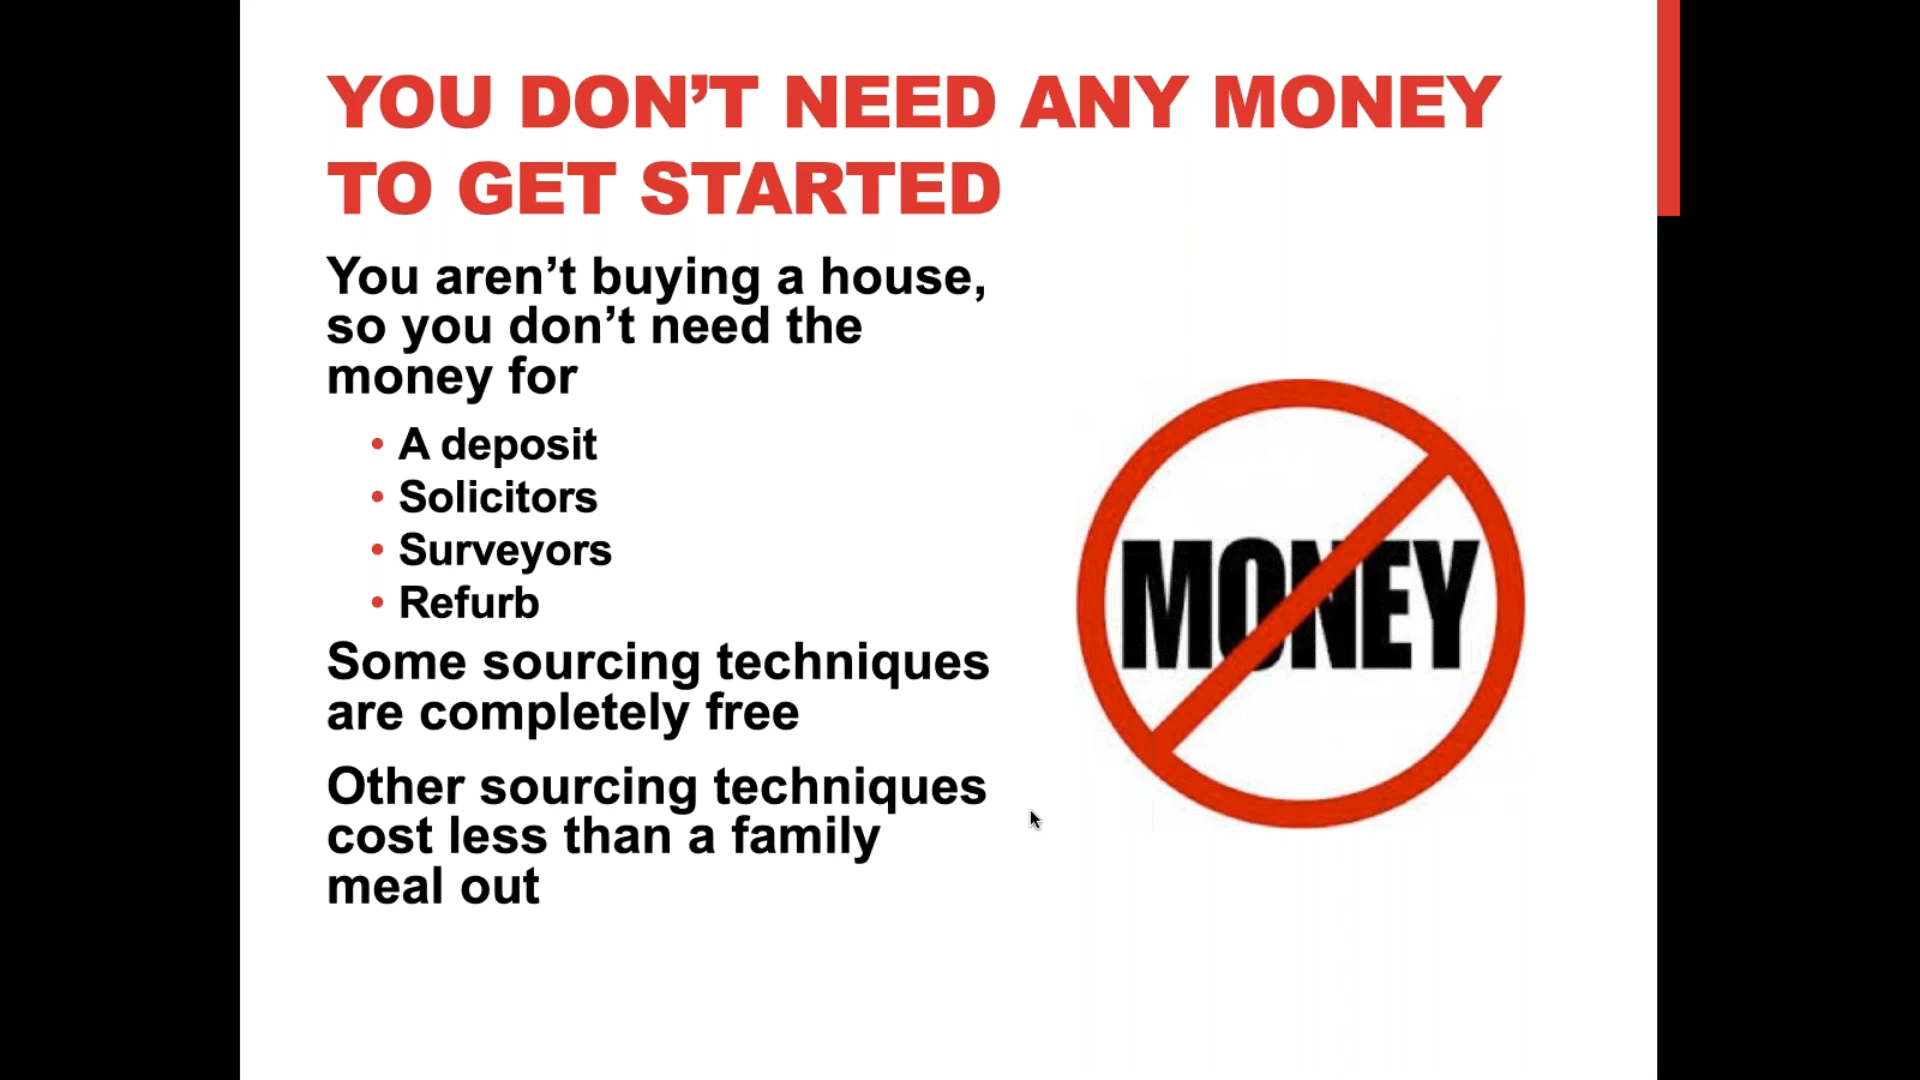 YOU DON’T NEED ANY MONEY
TO GET STARTED
You aren’t buying a house,
so you don’t need the
money for
• A deposit
• Solicitors
• Surveyors
• Refurb
Some sourcing techniques
are completely free
Other sourcing techniques
cost less than a family
meal out
MONEY